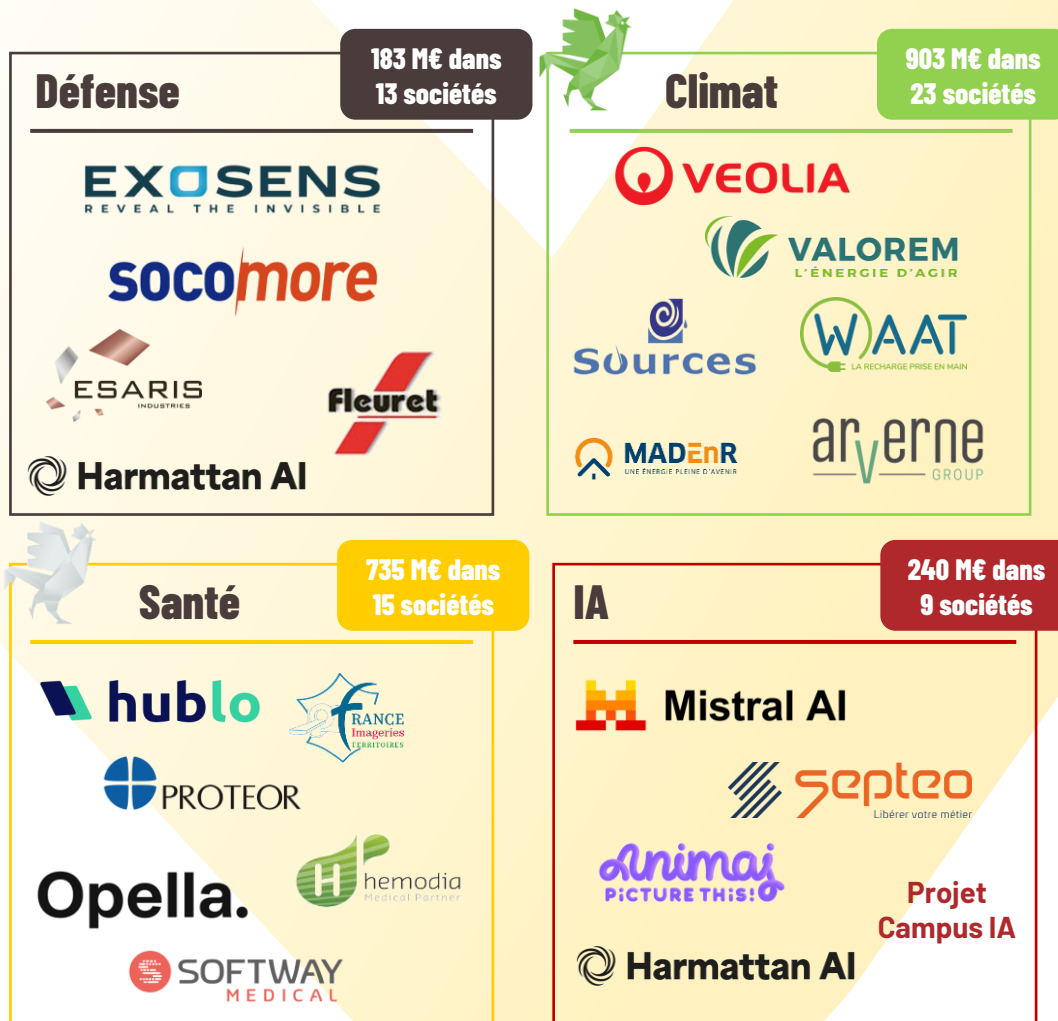 Défense
183 M€ dans
13 sociétés
EXOSENS
REVEAL THE INVISIBLE
socomore
ESARIS
INDUSTRIES
Fleuret
Harmattan AI
Climat
903 M€ dans
23 sociétés
VEOLIA
VALOREM
L'ÉNERGIE D'AGIR
Sources
WAAT
LA RECHARGE PRISE EN MAIN
MADEnR
UNE ÉNERGIE PLEINE D'AVENIR
arverne
GROUP
Santé
735 M€ dans
15 sociétés
hublo
FRANCE
Imageries
TERRITOIRES
PROTEOR
Opella.
H
hemodia
Medical Partner
SOFTWAY
MEDICAL
IA
240 M€ dans
9 sociétés
Mistral AI
septeo
Libérer votre métier
Animaj
PiCTURE THiS!
Projet
Campus IA
Harmattan AI